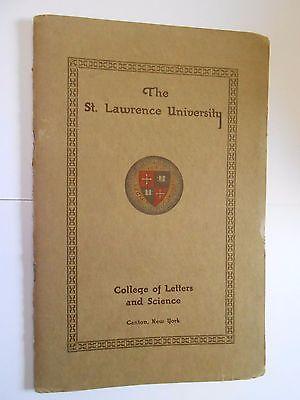 The
St. Lawrence University
College of Letters
and Science
Canton, New York